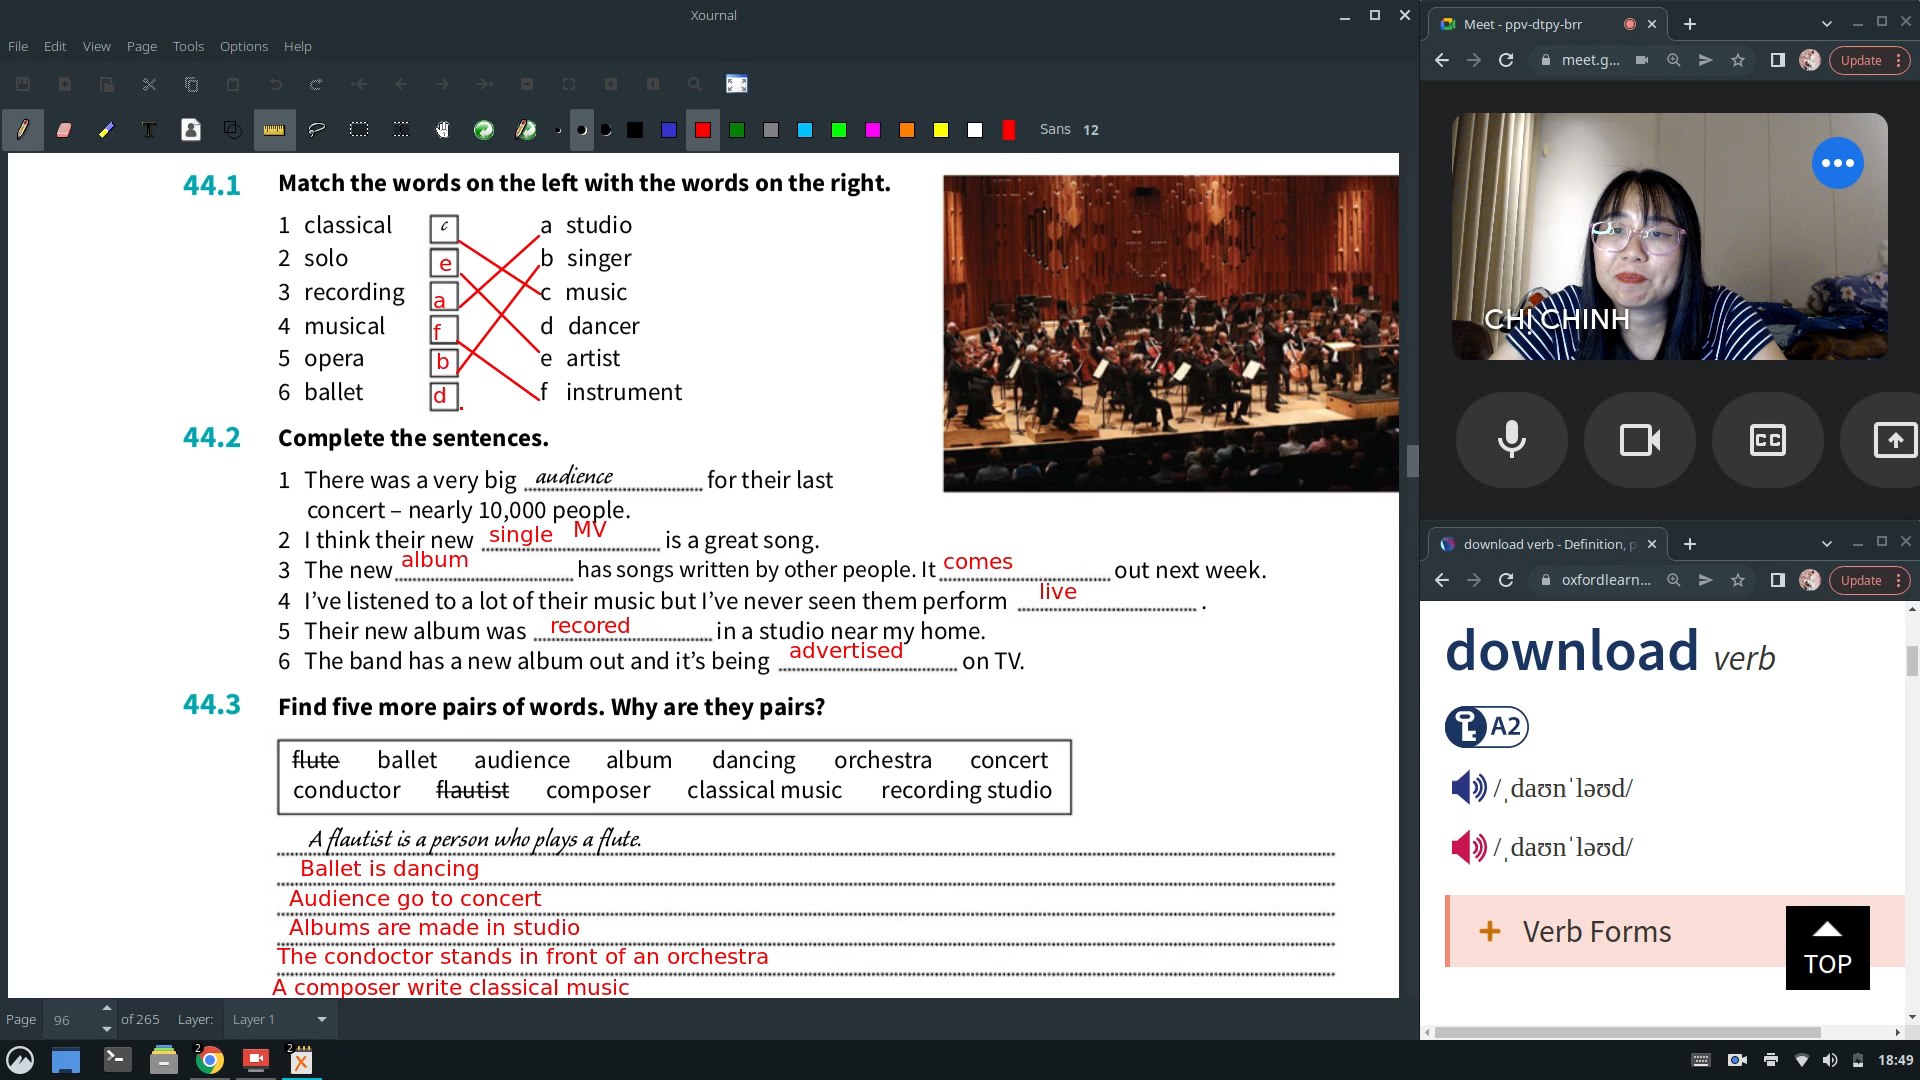 Xournal
File Edit View Page Tools Options Help
Sans 12
44.1 Match the words on the left with the words on the right.
1 classical c a studio
2 solo e b singer
3 recording a c music
4 musical f d dancer
5 opera b e artist
6 ballet d. f instrument
44.2 Complete the sentences.
1 There was a very big audience for their last
concert – nearly 10,000 people.
2 I think their new single MV is a great song.
3 The new album has songs written by other people. It comes out next week.
4 I've listened to a lot of their music but I've never seen them perform live .
5 Their new album was recored in a studio near my home.
6 The band has a new album out and it's being advertised on TV.
44.3 Find five more pairs of words. Why are they pairs?
flute ballet audience album dancing orchestra concert
conductor flautist composer classical music recording studio
A flautist is a person who plays a flute.
Ballet is dancing
Audience go to concert
Albums are made in studio
The condoctor stands in front of an orchestra
A composer write classical music
Page 96 of 265 Layer: Layer 1
Meet - ppv-dtpy-brr
meet.g... Update
CHỊ CHINH
CC
download verb - Definition, p
oxfordlearn... Update
download verb
A2
/ˌdaʊnˈləʊd/
/ˌdaʊnˈləʊd/
+ Verb Forms
TOP
2 2 18:49